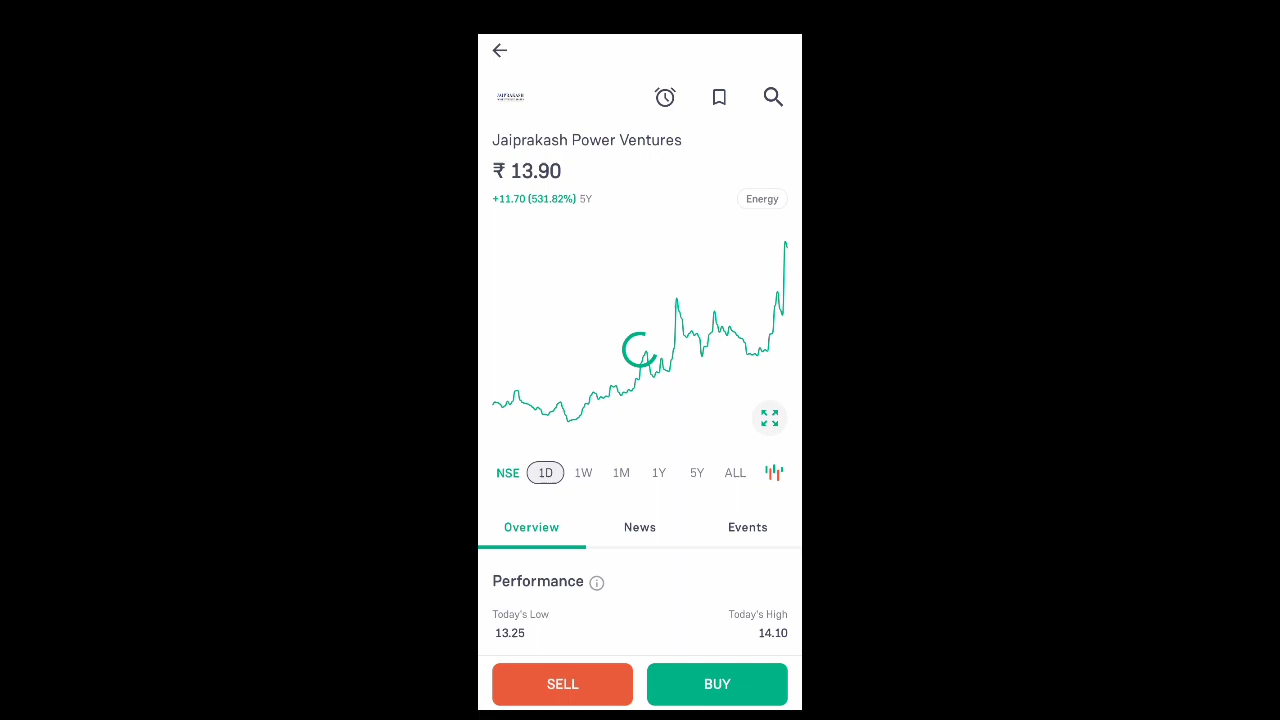 JAIPRAKASH
Jaiprakash Power Ventures
₹ 13.90
+11.70 (531.82%) 5Y
Energy
NSE 1D 1W 1M 1Y 5Y ALL
Overview News Events
Performance
Today's Low Today's High
13.25 14.10
SELL BUY